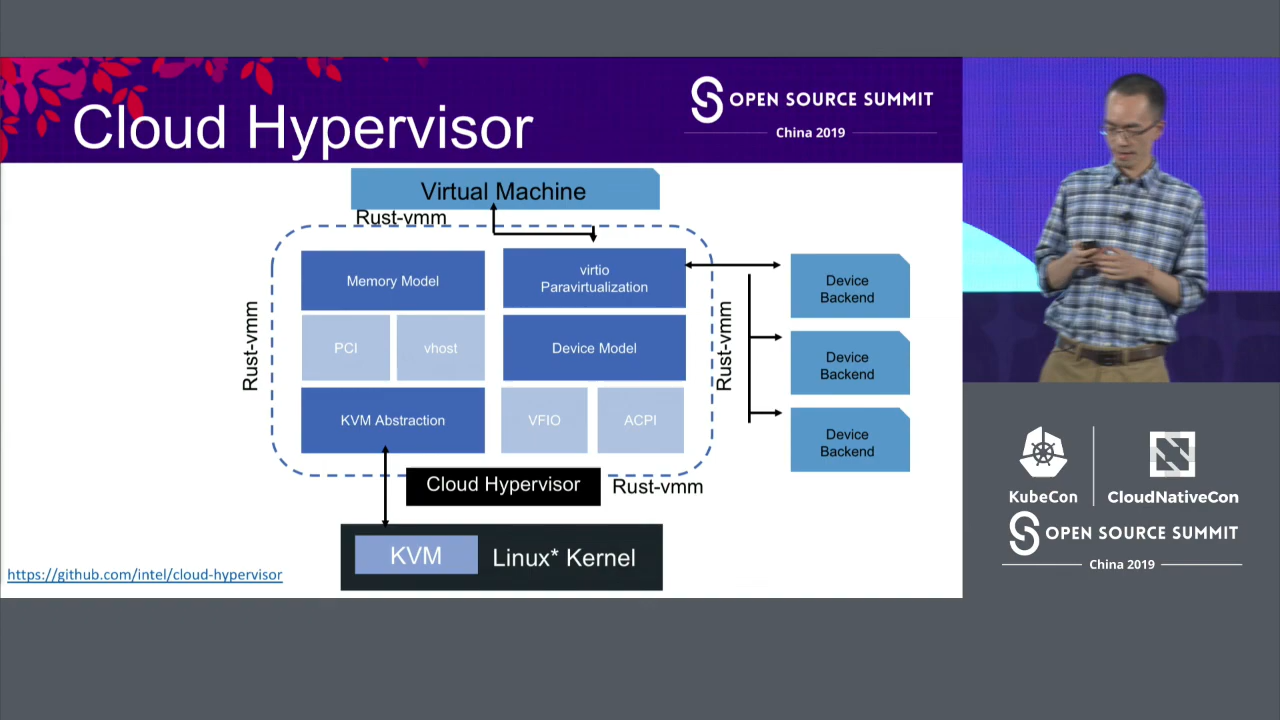 Cloud Hypervisor
OPEN SOURCE SUMMIT
China 2019
Virtual Machine
Rust-vmm
Memory Model
virtio
Paravirtualization
Device
Backend
PCI
vhost
Device Model
Rust-vmm
Rust-vmm
Device
Backend
KVM Abstraction
VFIO
ACPI
Device
Backend
Cloud Hypervisor
Rust-vmm
KVM
Linux* Kernel
https://github.com/intel/cloud-hypervisor
KubeCon
CloudNativeCon
OPEN SOURCE SUMMIT
China 2019